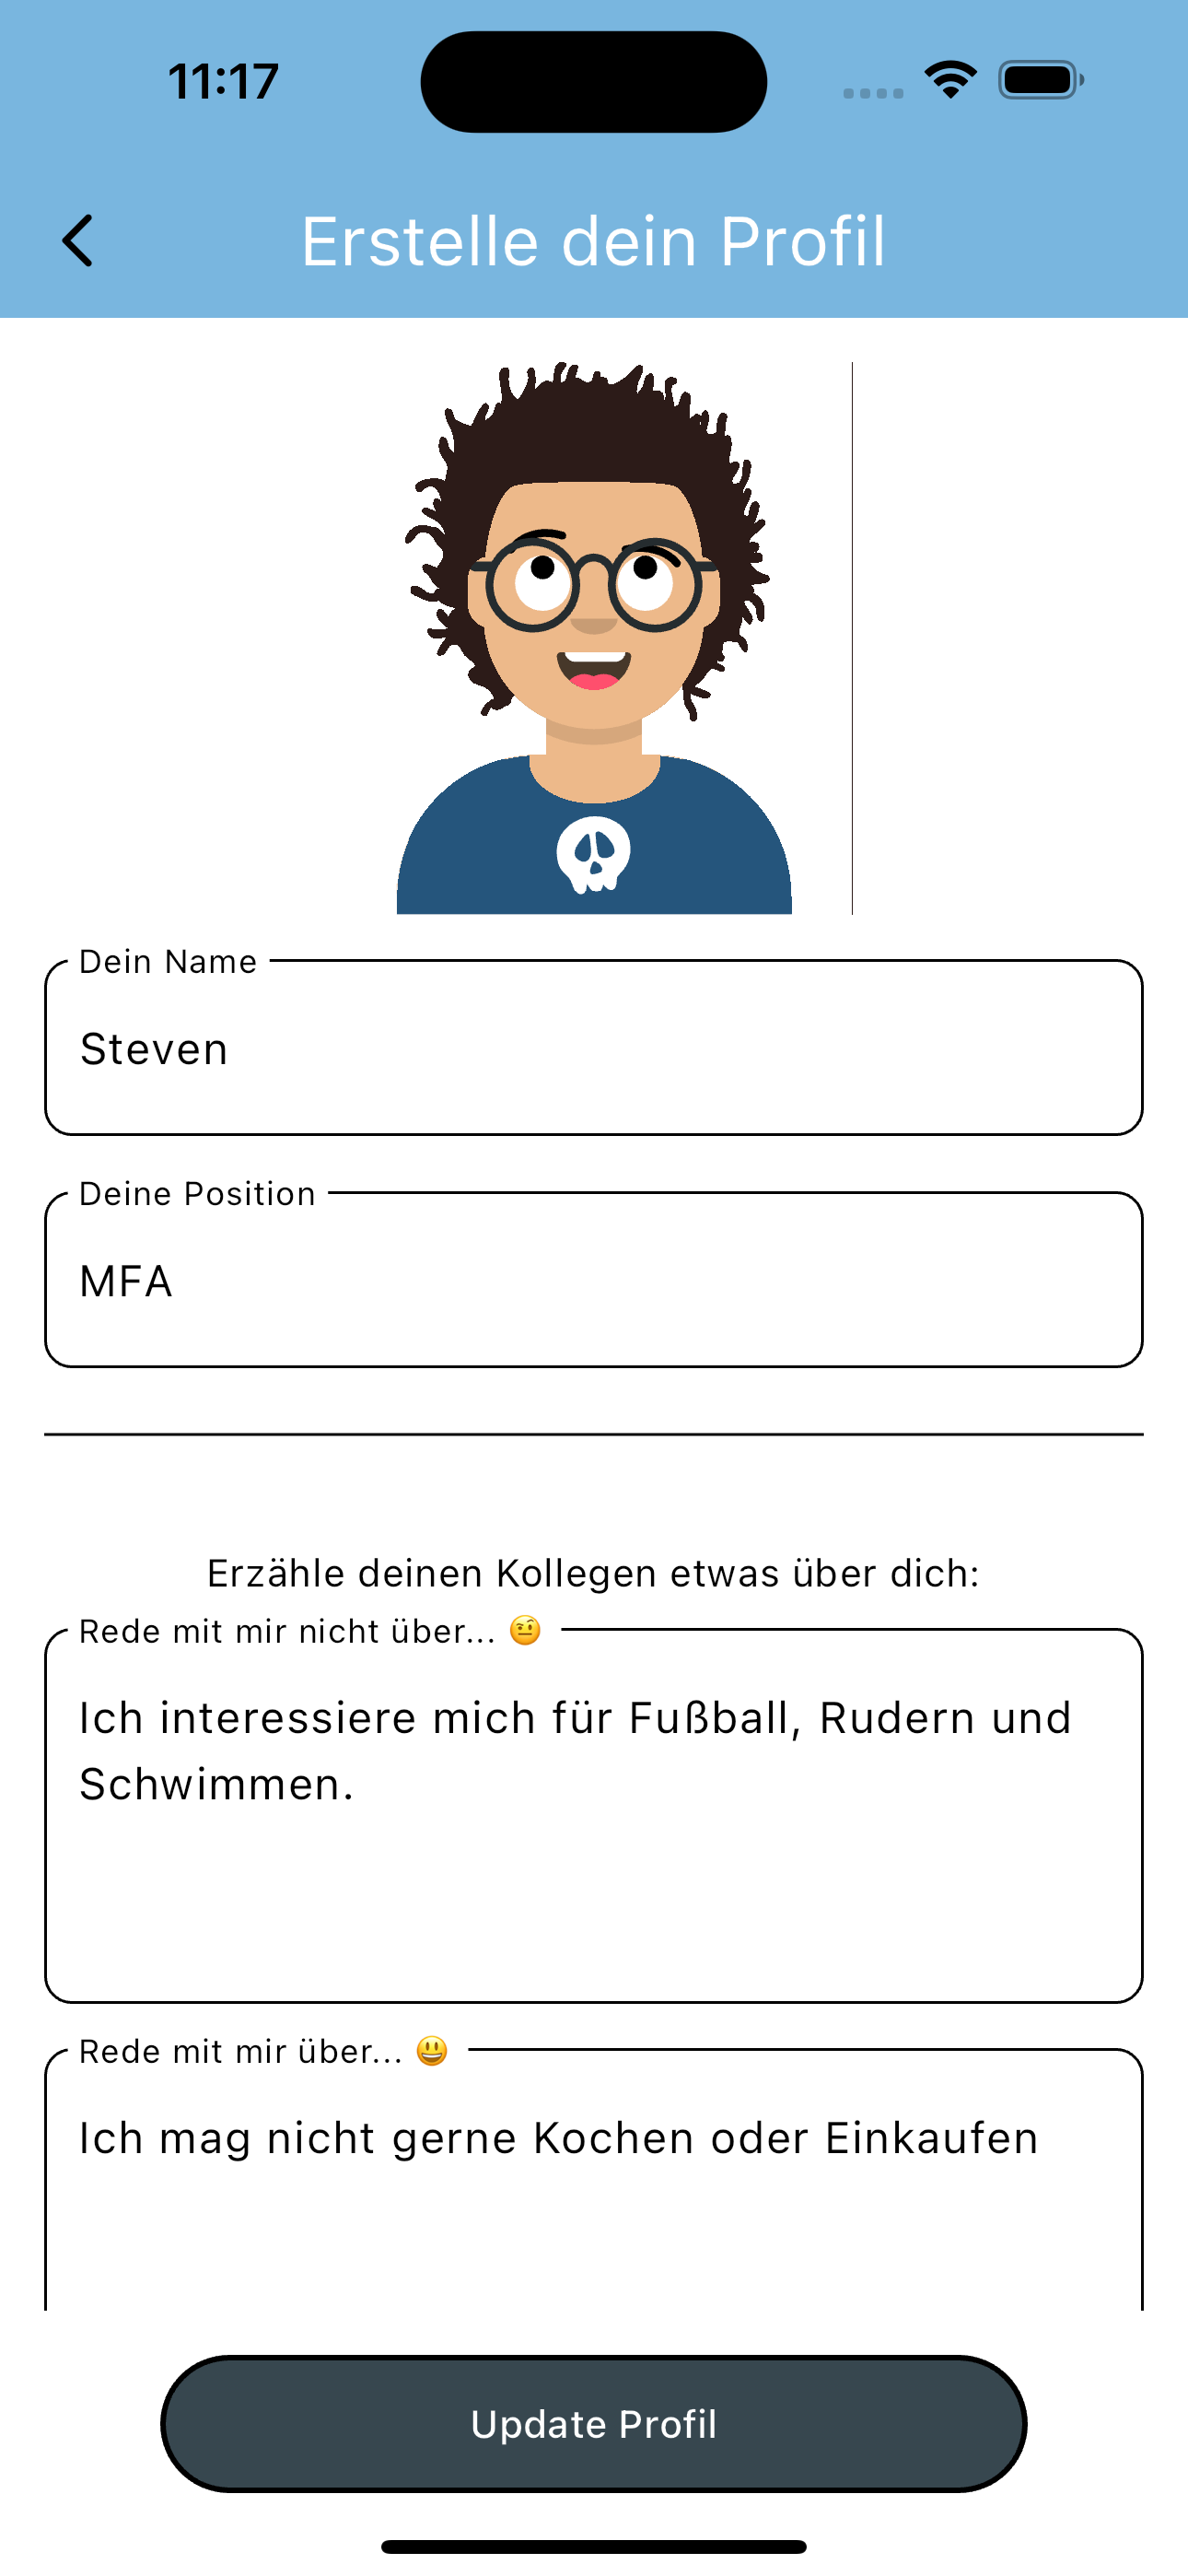 11:17
Erstelle dein Profil
Dein Name
Steven
Deine Position
MFA
Erzähle deinen Kollegen etwas über dich:
Rede mit mir nicht über... 🤨
Ich interessiere mich für Fußball, Rudern und
Schwimmen.
Rede mit mir über... 😃
Ich mag nicht gerne Kochen oder Einkaufen
Update Profil